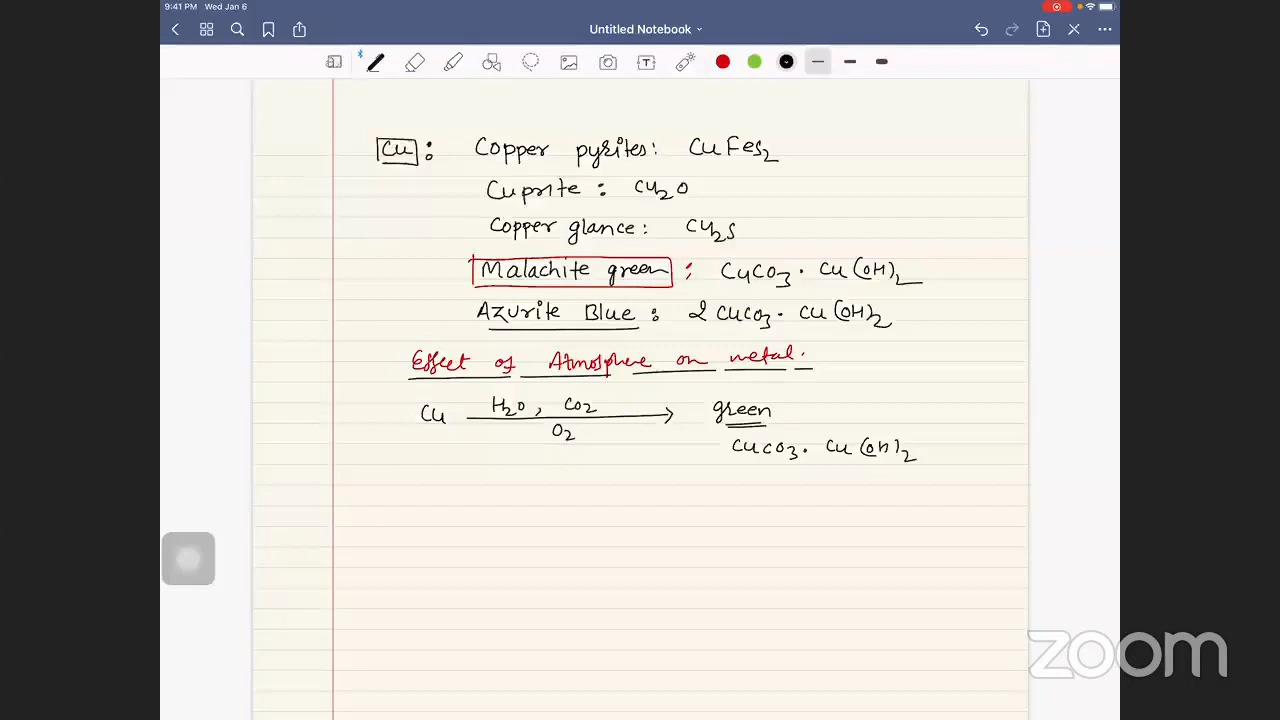 9:41 PM Wed Jan 6
Untitled Notebook
Cu : Copper pyrites: CuFeS2
Cuprite : Cu2O
Copper glance: Cu2S
Malachite green : CuCO3 · Cu(OH)2
Azurite Blue : 2CuCO3 · Cu(OH)2
Effect of Atmosphere on metal.
Cu H2O, CO2 → green
O2
CuCO3 · Cu(OH)2
zoom